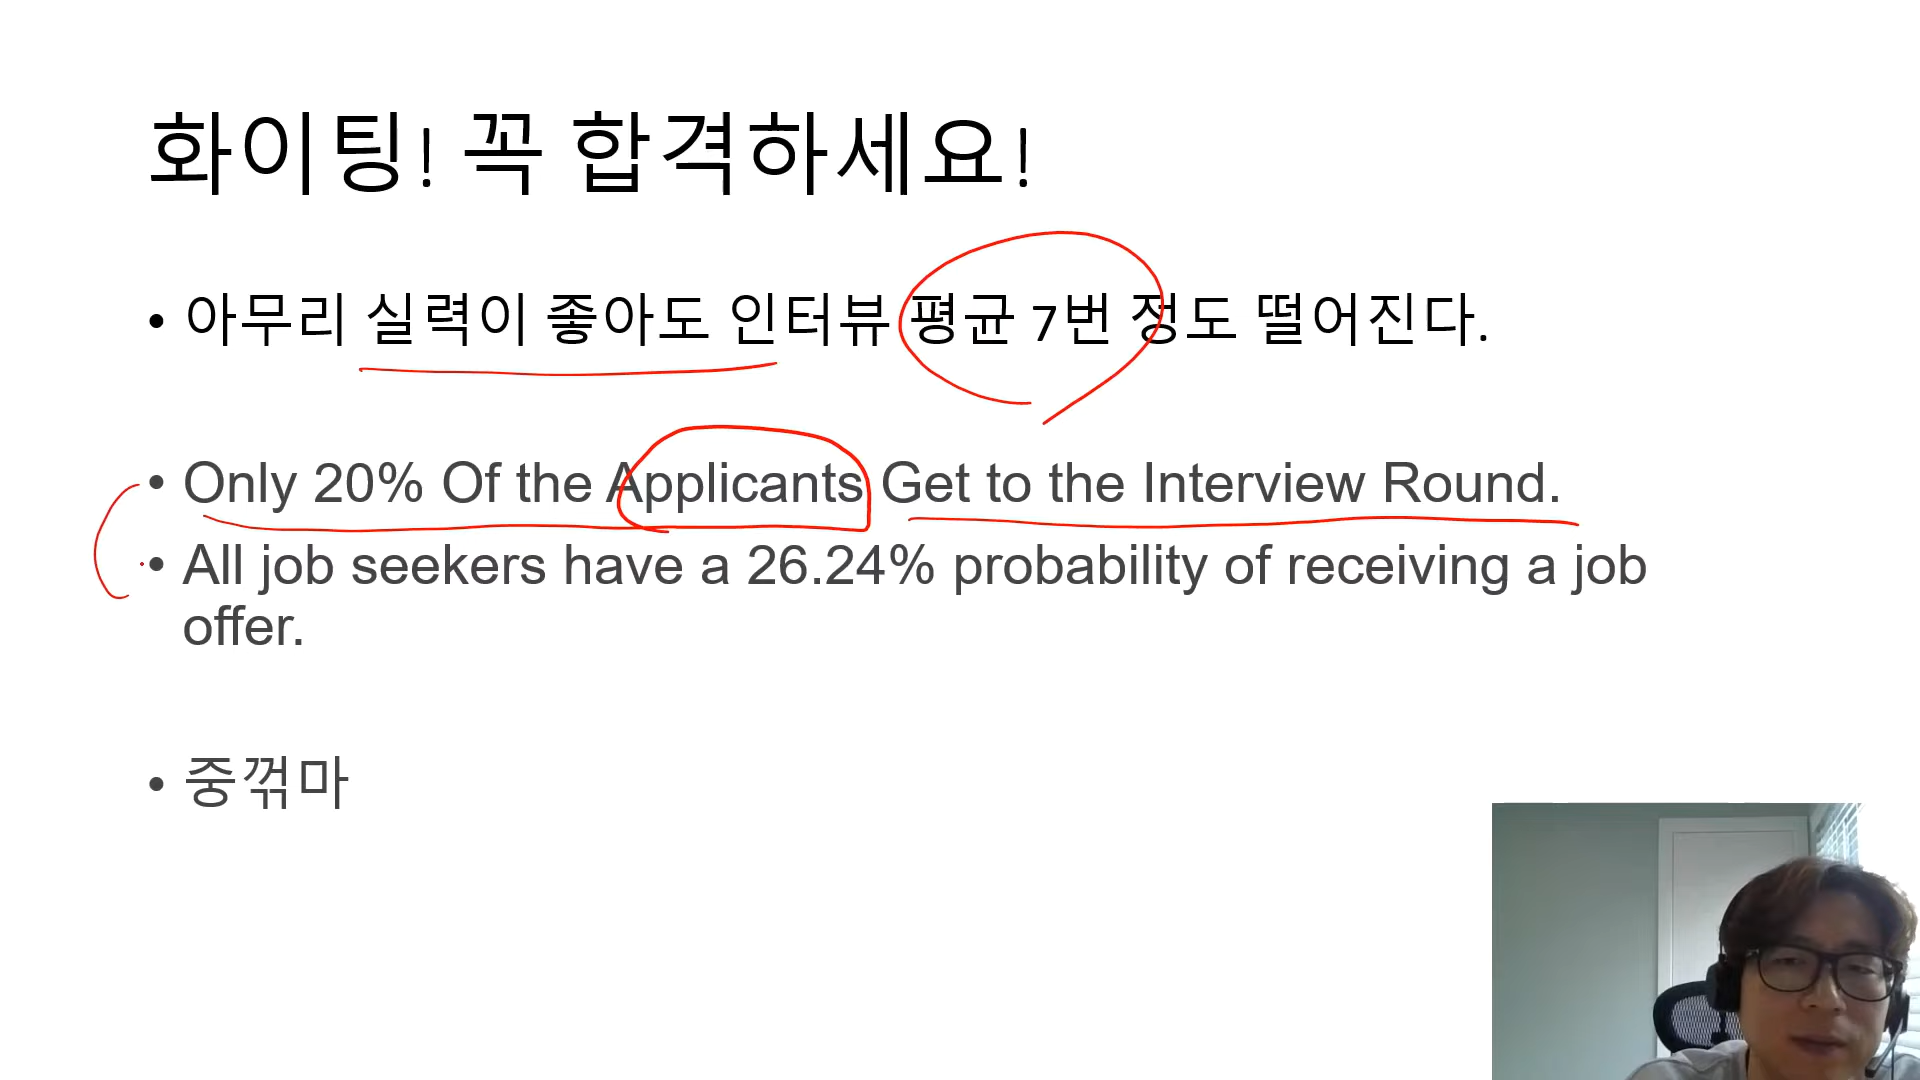 화이팅! 꼭 합격하세요!
• 아무리 실력이 좋아도 인터뷰 평균 7번 정도 떨어진다.
• Only 20% Of the Applicants Get to the Interview Round.
• All job seekers have a 26.24% probability of receiving a job
offer.
• 중꺾마